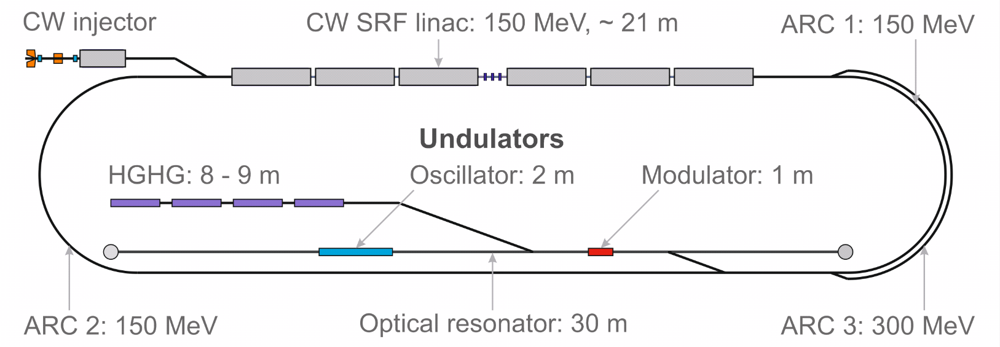 CW injector
CW SRF linac: 150 MeV, ~ 21 m
ARC 1: 150 MeV
Undulators
HGHG: 8 - 9 m
Oscillator: 2 m
Modulator: 1 m
ARC 2: 150 MeV
Optical resonator: 30 m
ARC 3: 300 MeV